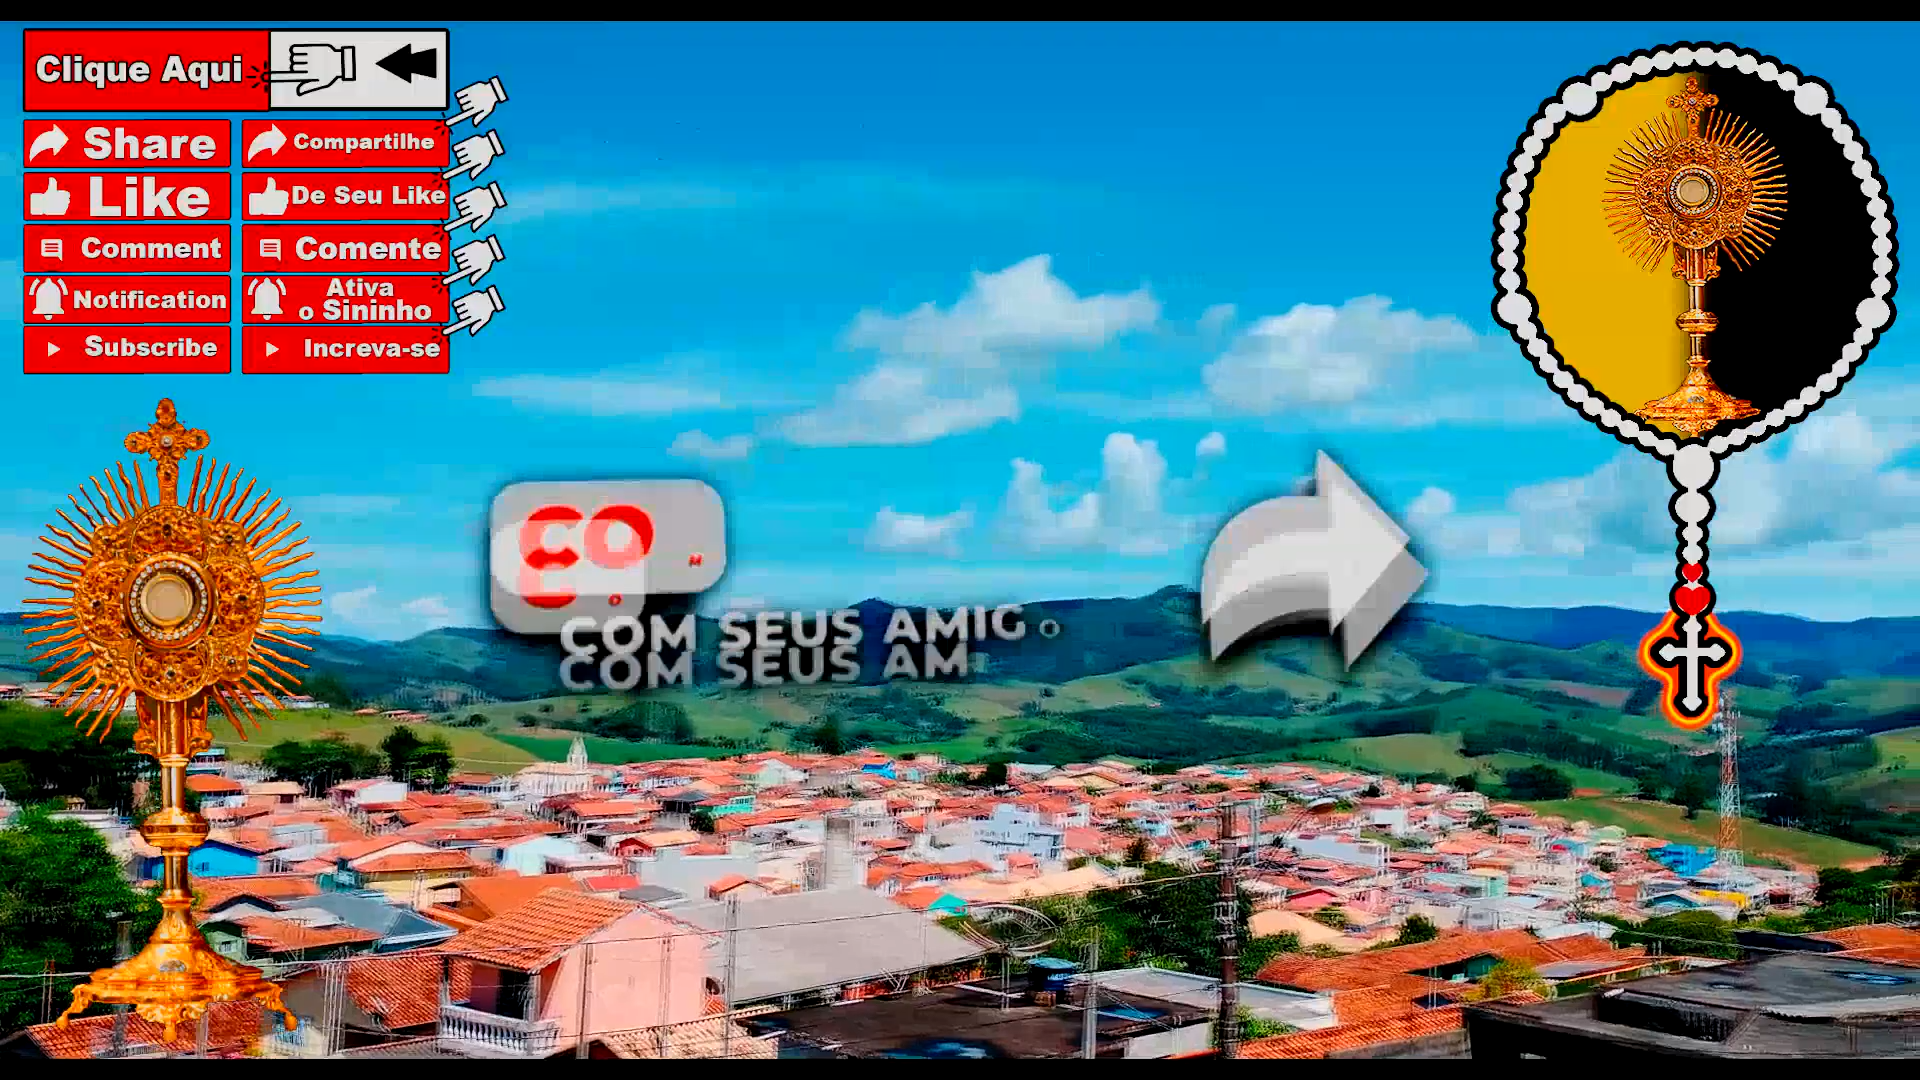 Clique Aqui
Share
Compartilhe
Like
De Seu Like
Comment
Comente
Notification
Ativa
o Sininho
Subscribe
Increva-se
CO M
C O
COM SEUS AMIG O
COM SEUS AM